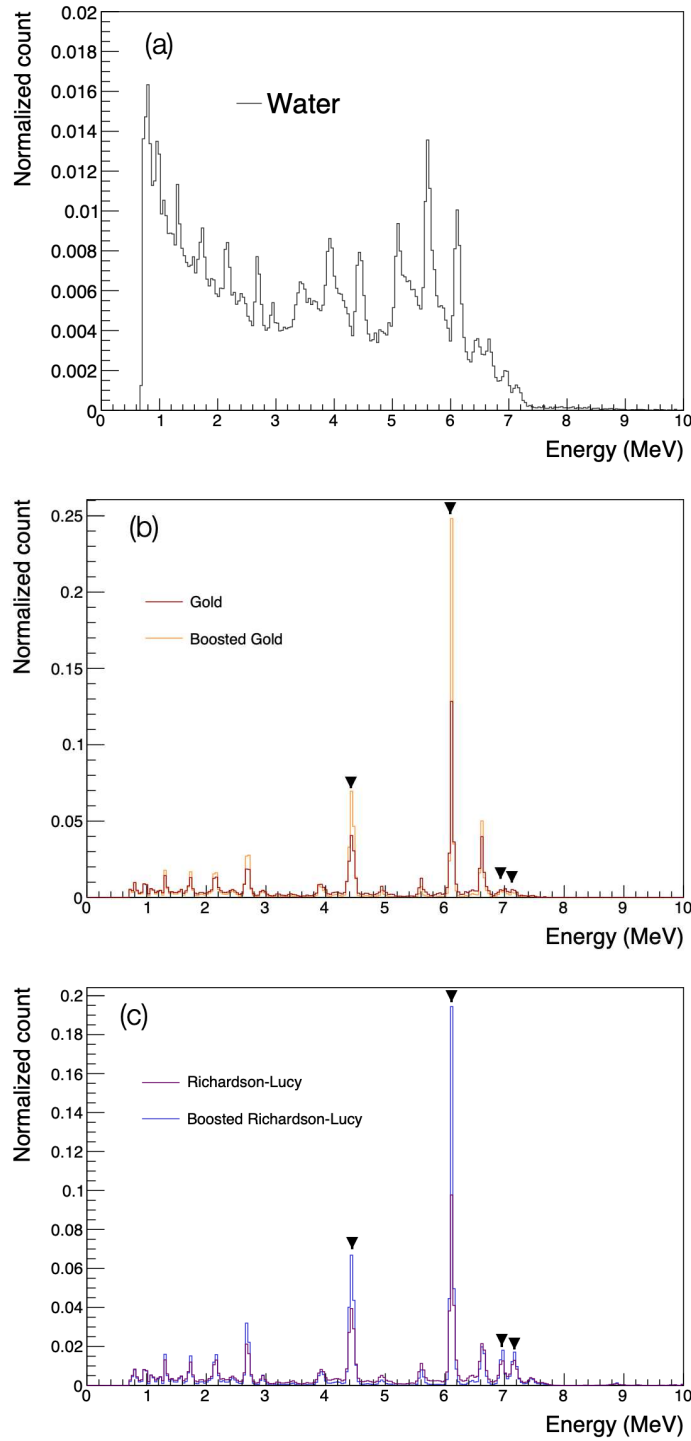 0.02
0.018
0.016
0.014
0.012
0.01
0.008
0.006
0.004
0.002
0
Normalized count
(a)
Water
0 1 2 3 4 5 6 7 8 9 10
Energy (MeV)
0.25
0.2
0.15
0.1
0.05
0
Normalized count
(b)
Gold
Boosted Gold
0 1 2 3 4 5 6 7 8 9 10
Energy (MeV)
0.2
0.18
0.16
0.14
0.12
0.1
0.08
0.06
0.04
0.02
0
Normalized count
(c)
Richardson-Lucy
Boosted Richardson-Lucy
0 1 2 3 4 5 6 7 8 9 10
Energy (MeV)